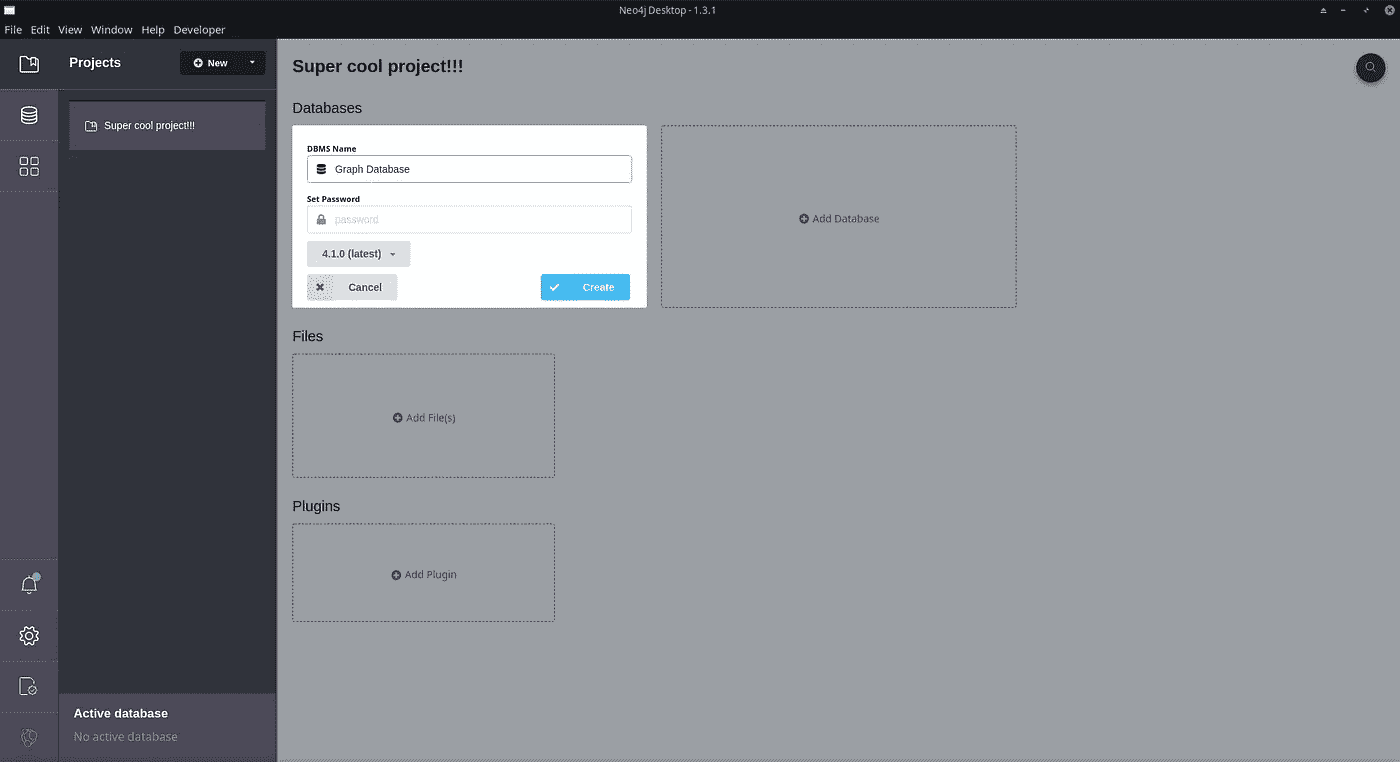 Neo4j Desktop - 1.3.1
File Edit View Window Help Developer
Projects
New
Super cool project!!!
Active database
No active database
Super cool project!!!
Databases
DBMS Name
Graph Database
Set Password
password
4.1.0 (latest)
Cancel
Create
Add Database
Files
Add File(s)
Plugins
Add Plugin